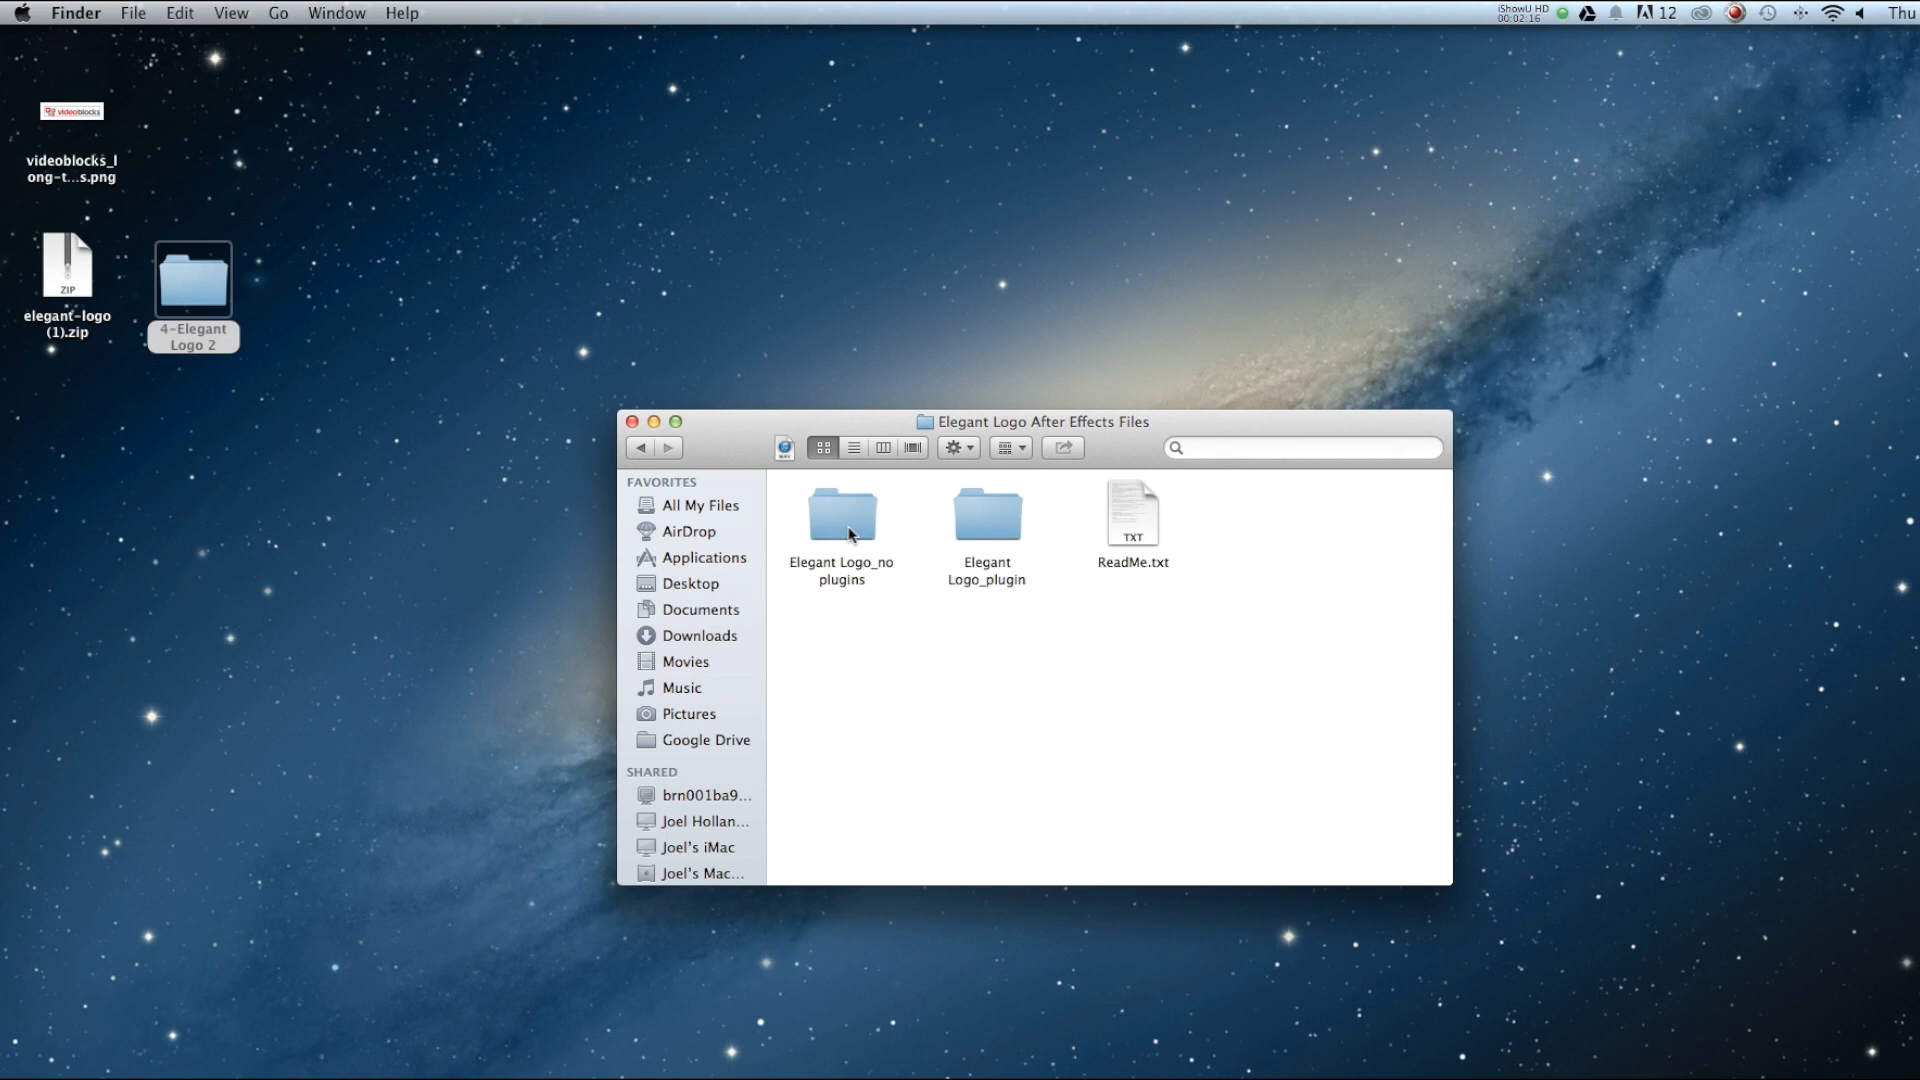 Finder File Edit View Go Window Help
iShowU HD
00:02:16
12
Thu
videoblocks
videoblocks_l
ong-t...s.png
ZIP
elegant-logo
(1).zip
4-Elegant
Logo 2
Elegant Logo After Effects Files
FAVORITES
All My Files
AirDrop
Applications
Desktop
Documents
Downloads
Movies
Music
Pictures
Google Drive
SHARED
brn001ba9...
Joel Hollan...
Joel's iMac
Joel's Mac...
Elegant Logo_no
plugins
Elegant
Logo_plugin
TXT
ReadMe.txt